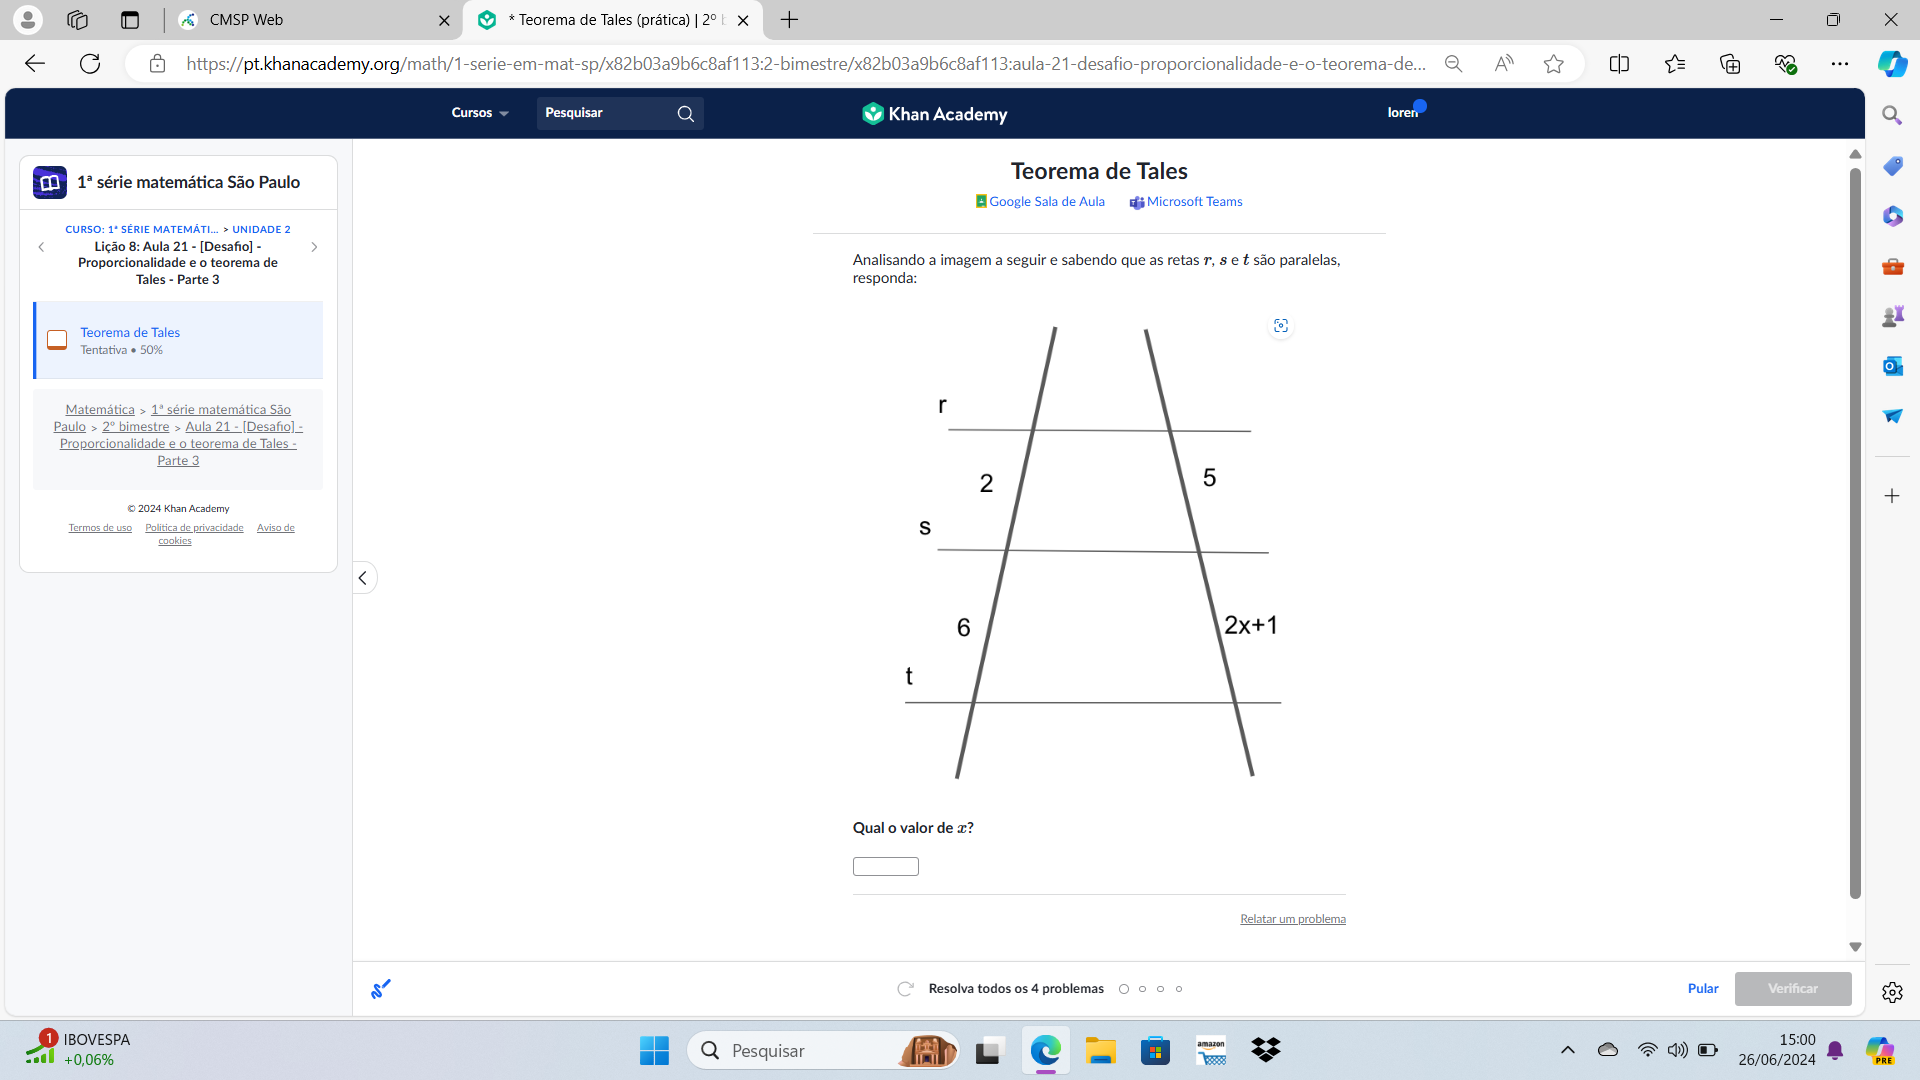 CMSP Web
* Teorema de Tales (prática) | 2º b
https://pt.khanacademy.org/math/1-serie-em-mat-sp/x82b03a9b6c8af113:2-bimestre/x82b03a9b6c8af113:aula-21-desafio-proporcionalidade-e-o-teorema-de...
Cursos
Pesquisar
Khan Academy
loren
1ª série matemática São Paulo
CURSO: 1ª SÉRIE MATEMÁTI... > UNIDADE 2
Lição 8: Aula 21 - [Desafio] -
Proporcionalidade e o teorema de
Tales - Parte 3
Teorema de Tales
Tentativa • 50%
Matemática > 1ª série matemática São
Paulo > 2º bimestre > Aula 21 - [Desafio] -
Proporcionalidade e o teorema de Tales -
Parte 3
© 2024 Khan Academy
Termos de uso Política de privacidade Aviso de
cookies
Teorema de Tales
Google Sala de Aula Microsoft Teams
Analisando a imagem a seguir e sabendo que as retas r, s e t são paralelas,
responda:
r
2
5
s
6
2x+1
t
Qual o valor de x?
Relatar um problema
Resolva todos os 4 problemas
Pular
Verificar
1
IBOVESPA
+0,06%
Pesquisar
amazon
15:00
26/06/2024
PRE